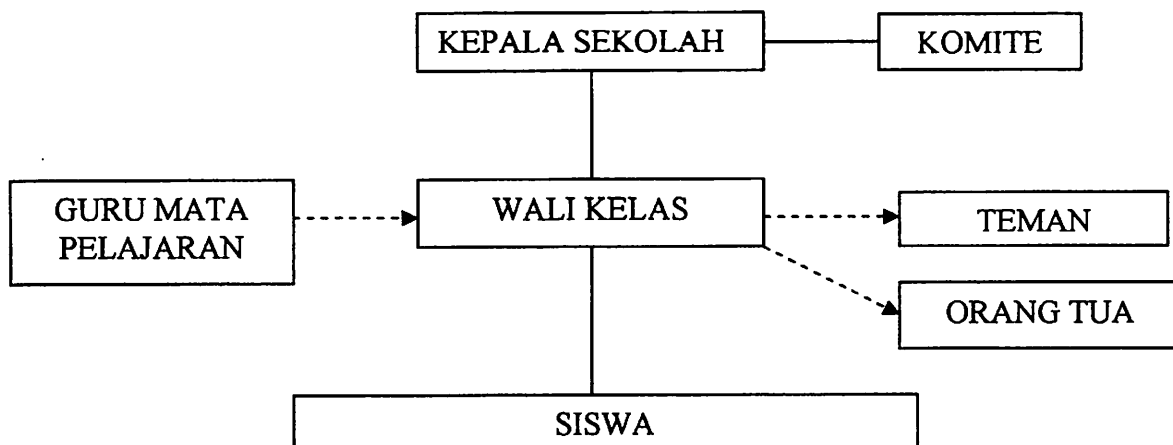 KEPALA SEKOLAH
KOMITE
GURU MATA
PELAJARAN
WALI KELAS
TEMAN
ORANG TUA
SISWA